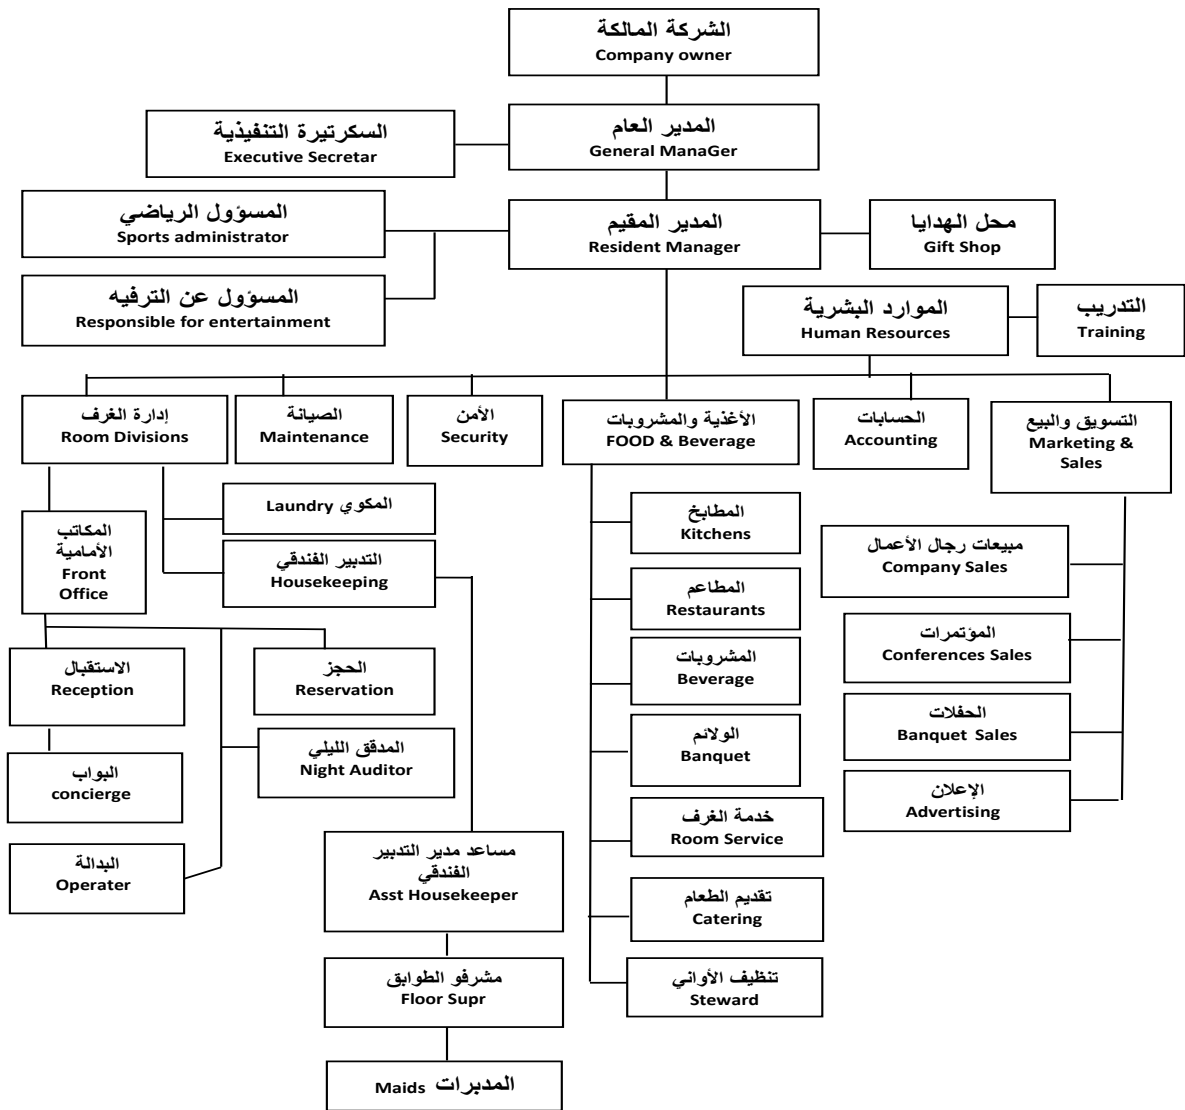 الشركة المالكة
Company owner
السكرتيرة التنفيذية
Executive Secretar
المدير العام
General ManaGer
المسؤول الرياضي
Sports administrator
المدير المقيم
Resident Manager
محل الهدايا
Gift Shop
المسؤول عن الترفيه
Responsible for entertainment
الموارد البشرية
Human Resources
التدريب
Training
إدارة الغرف
Room Divisions
الصيانة
Maintenance
الأمن
Security
الأغذية والمشروبات
FOOD & Beverage
الحسابات
Accounting
التسويق والبيع
Marketing &
Sales
المكاتب
الأمامية
Front
Office
المكوي Laundry
التدبير الفندقي
Housekeeping
المطابخ
Kitchens
مبيعات رجال الأعمال
Company Sales
المطاعم
Restaurants
المؤتمرات
Conferences Sales
الاستقبال
Reception
الحجز
Reservation
المشروبات
Beverage
الحفلات
Banquet Sales
البواب
concierge
المدقق الليلي
Night Auditor
الولائم
Banquet
الإعلان
Advertising
خدمة الغرف
Room Service
البدالة
Operater
مساعد مدير التدبير
الفندقي
Asst Housekeeper
تقديم الطعام
Catering
مشرفو الطوابق
Floor Supr
تنظيف الأواني
Steward
المدبرات Maids